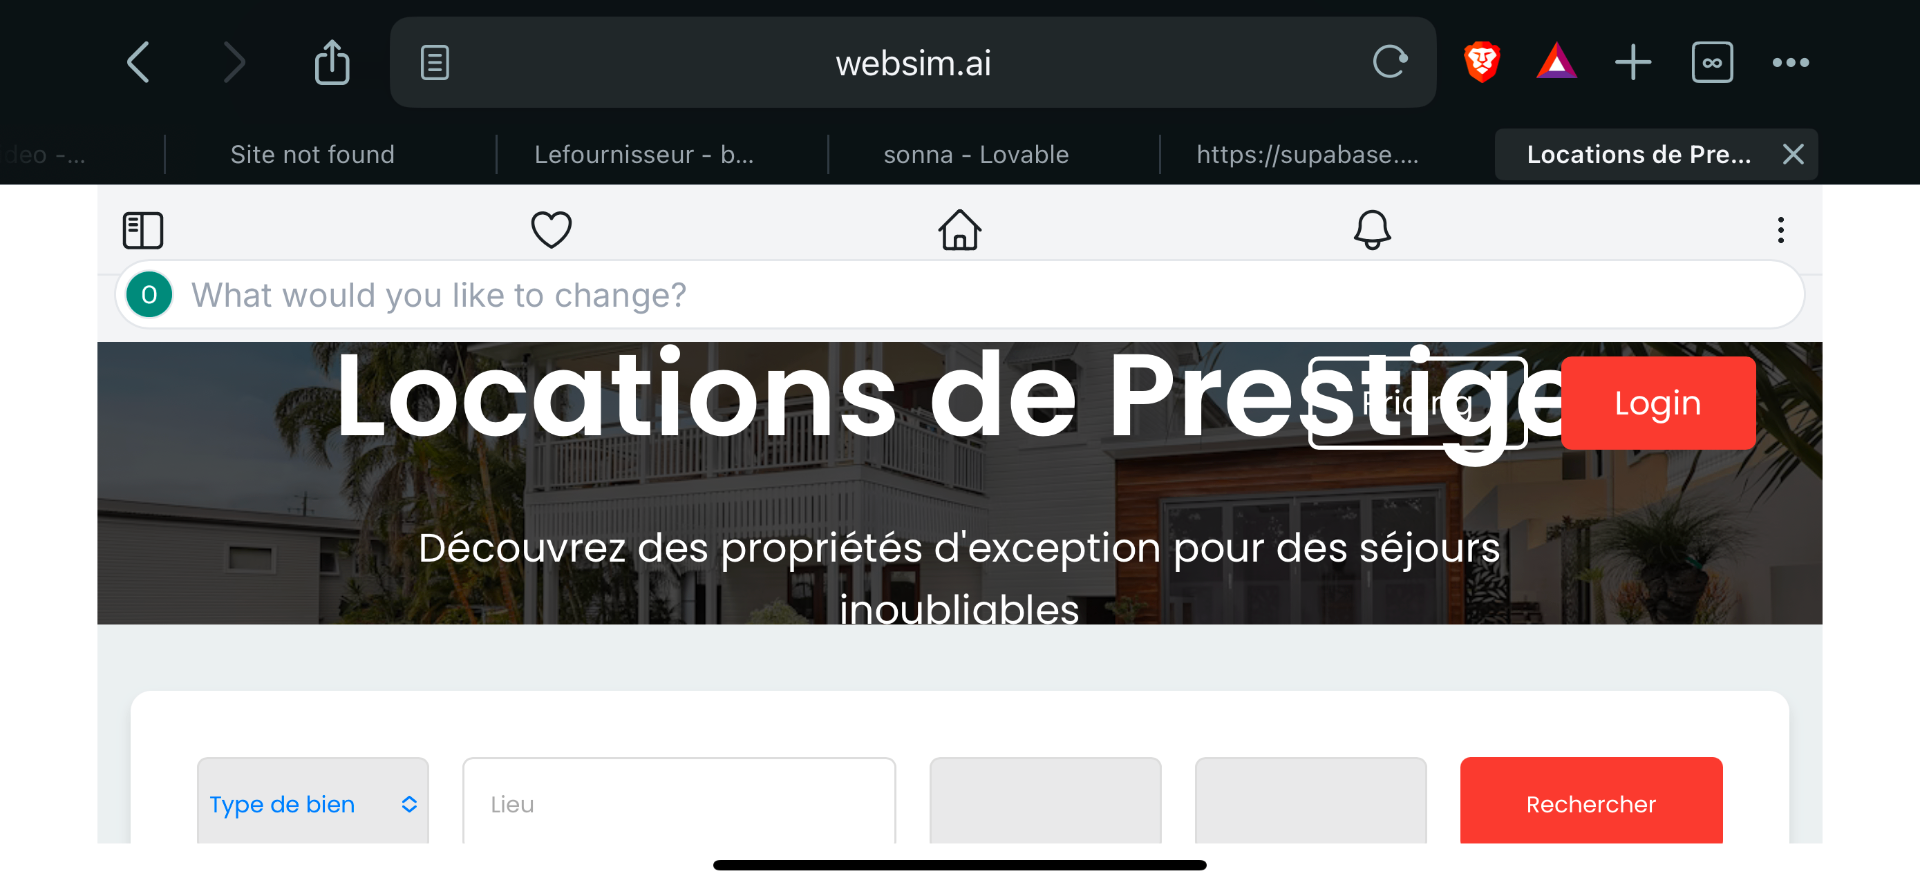 websim.ai
deo -...
Site not found
Lefournisseur - b...
sonna - Lovable
https://supabase....
Locations de Pre...
O
What would you like to change?
Locations de Prestige
Pricing
Login
Découvrez des propriétés d'exception pour des séjours
inoubliables
Type de bien
Lieu
Rechercher